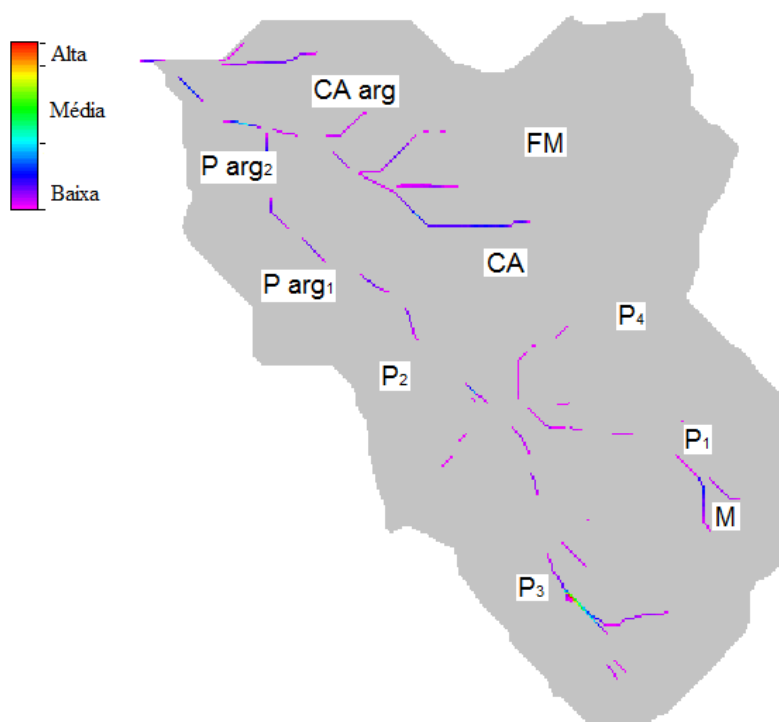 Alta
Média
Baixa
CA arg
FM
P arg₂
CA
P arg₁
P₄
P₂
P₁
M
P₃